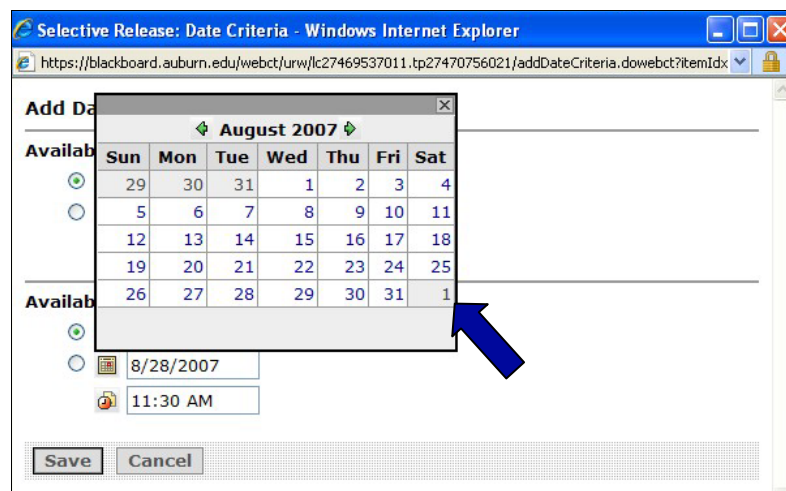 Selective Release: Date Criteria - Windows Internet Explorer
https://blackboard.auburn.edu/webct/urw/lc27469537011.tp27470756021/addDateCriteria.dowebct?itemIdx
Add Da
August 2007
Availab
Sun Mon Tue Wed Thu Fri Sat
29 30 31 1 2 3 4
5 6 7 8 9 10 11
12 13 14 15 16 17 18
19 20 21 22 23 24 25
26 27 28 29 30 31 1
Availab
8/28/2007
11:30 AM
Save Cancel